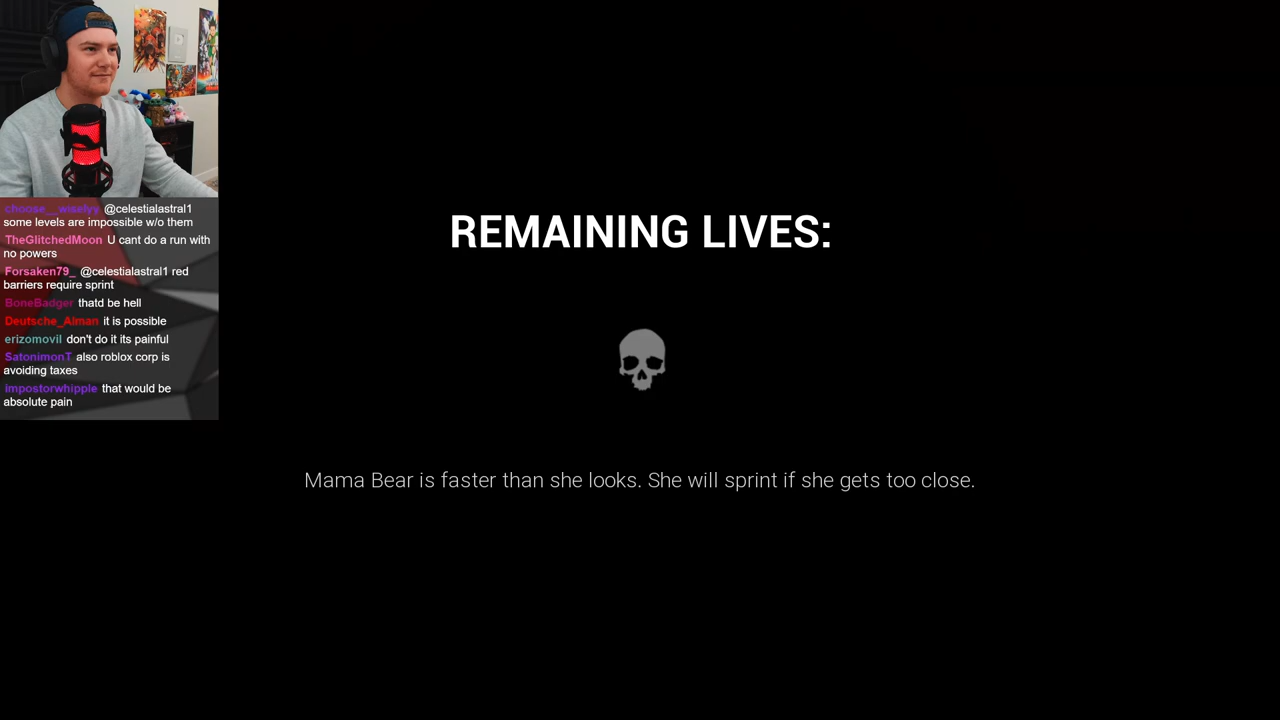 choose__wiselyy @celestialastral1
some levels are impossible w/o them
TheGlitchedMoon U cant do a run with
no powers
Forsaken79_ @celestialastral1 red
barriers require sprint
BoneBadger thatd be hell
Deutsche_Alman it is possible
erizomovil don't do it its painful
SatonimonT also roblox corp is
avoiding taxes
impostorwhipple that would be
absolute pain
REMAINING LIVES:
Mama Bear is faster than she looks. She will sprint if she gets too close.